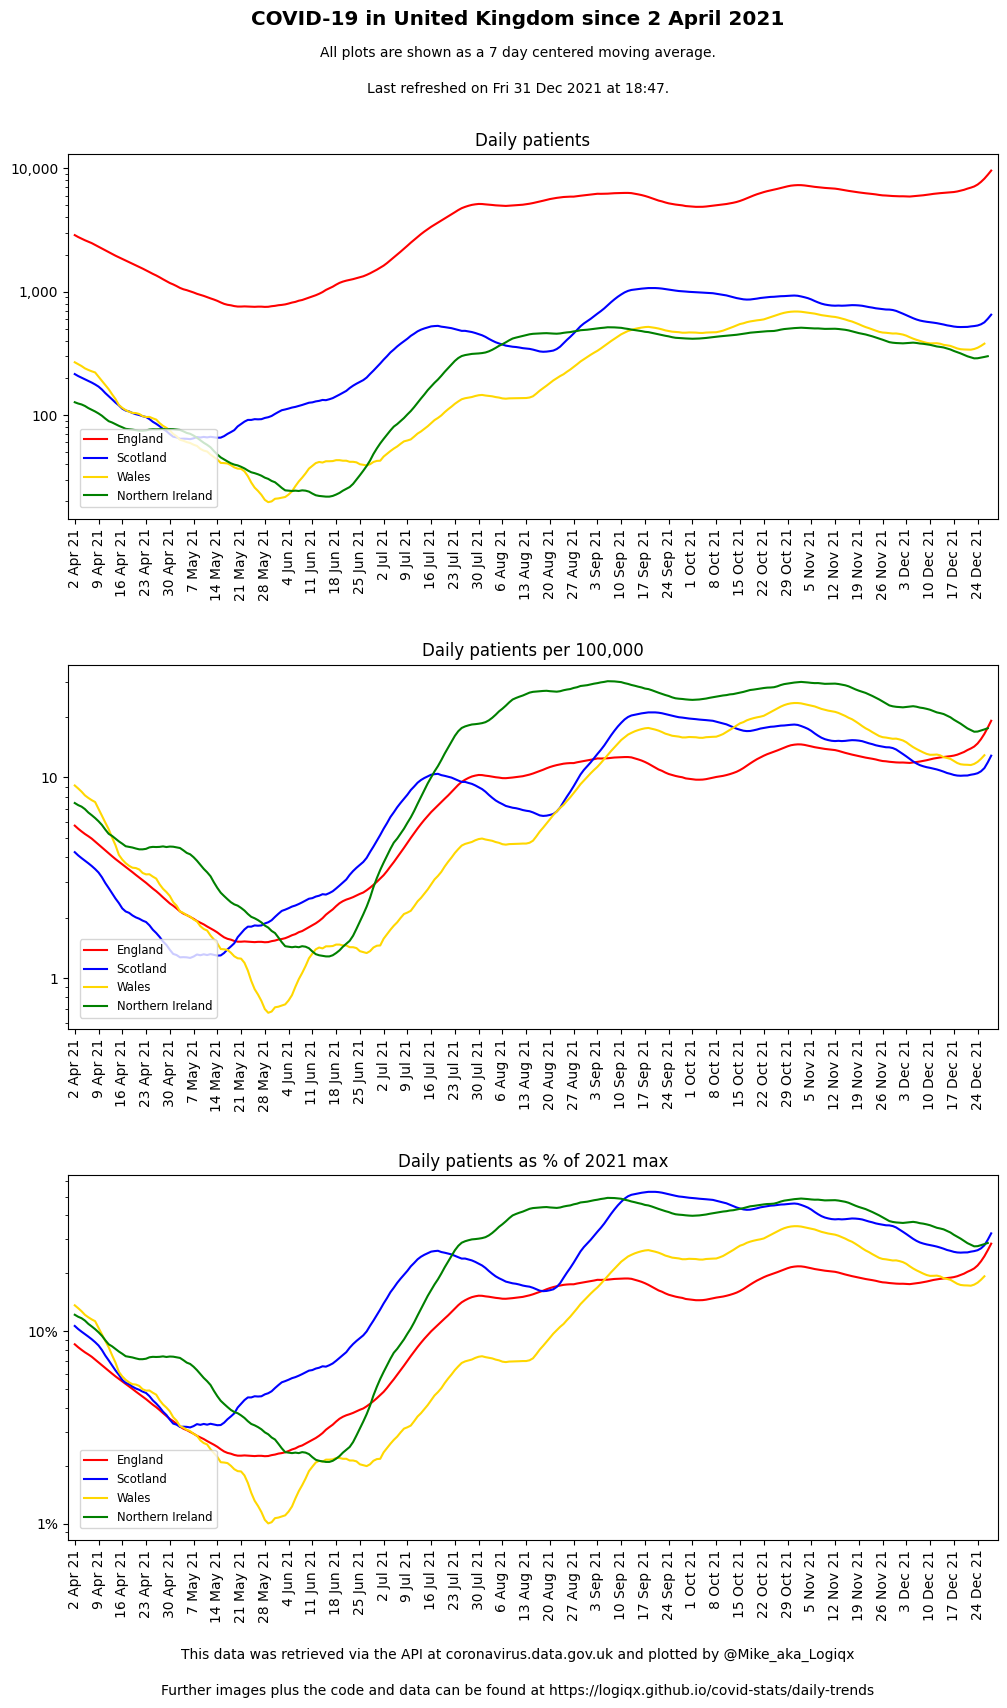 COVID-19 in United Kingdom since 2 April 2021
All plots are shown as a 7 day centered moving average.
Last refreshed on Fri 31 Dec 2021 at 18:47.
Daily patients
10,000
1,000
100
England
Scotland
Wales
Northern Ireland
2 Apr 21
9 Apr 21
16 Apr 21
23 Apr 21
30 Apr 21
7 May 21
14 May 21
21 May 21
28 May 21
4 Jun 21
11 Jun 21
18 Jun 21
25 Jun 21
2 Jul 21
9 Jul 21
16 Jul 21
23 Jul 21
30 Jul 21
6 Aug 21
13 Aug 21
20 Aug 21
27 Aug 21
3 Sep 21
10 Sep 21
17 Sep 21
24 Sep 21
1 Oct 21
8 Oct 21
15 Oct 21
22 Oct 21
29 Oct 21
5 Nov 21
12 Nov 21
19 Nov 21
26 Nov 21
3 Dec 21
10 Dec 21
17 Dec 21
24 Dec 21
Daily patients per 100,000
10
1
England
Scotland
Wales
Northern Ireland
2 Apr 21
9 Apr 21
16 Apr 21
23 Apr 21
30 Apr 21
7 May 21
14 May 21
21 May 21
28 May 21
4 Jun 21
11 Jun 21
18 Jun 21
25 Jun 21
2 Jul 21
9 Jul 21
16 Jul 21
23 Jul 21
30 Jul 21
6 Aug 21
13 Aug 21
20 Aug 21
27 Aug 21
3 Sep 21
10 Sep 21
17 Sep 21
24 Sep 21
1 Oct 21
8 Oct 21
15 Oct 21
22 Oct 21
29 Oct 21
5 Nov 21
12 Nov 21
19 Nov 21
26 Nov 21
3 Dec 21
10 Dec 21
17 Dec 21
24 Dec 21
Daily patients as % of 2021 max
10%
1%
England
Scotland
Wales
Northern Ireland
2 Apr 21
9 Apr 21
16 Apr 21
23 Apr 21
30 Apr 21
7 May 21
14 May 21
21 May 21
28 May 21
4 Jun 21
11 Jun 21
18 Jun 21
25 Jun 21
2 Jul 21
9 Jul 21
16 Jul 21
23 Jul 21
30 Jul 21
6 Aug 21
13 Aug 21
20 Aug 21
27 Aug 21
3 Sep 21
10 Sep 21
17 Sep 21
24 Sep 21
1 Oct 21
8 Oct 21
15 Oct 21
22 Oct 21
29 Oct 21
5 Nov 21
12 Nov 21
19 Nov 21
26 Nov 21
3 Dec 21
10 Dec 21
17 Dec 21
24 Dec 21
This data was retrieved via the API at coronavirus.data.gov.uk and plotted by @Mike_aka_Logiqx
Further images plus the code and data can be found at https://logiqx.github.io/covid-stats/daily-trends